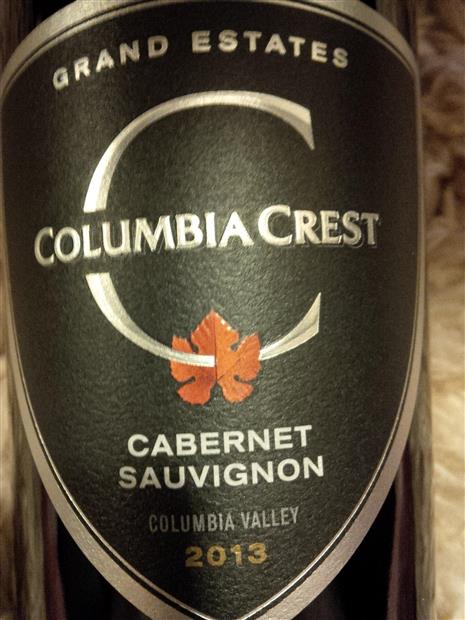 GRAND ESTATES
COLUMBIA CREST
CABERNET
SAUVIGNON
COLUMBIA VALLEY
2013